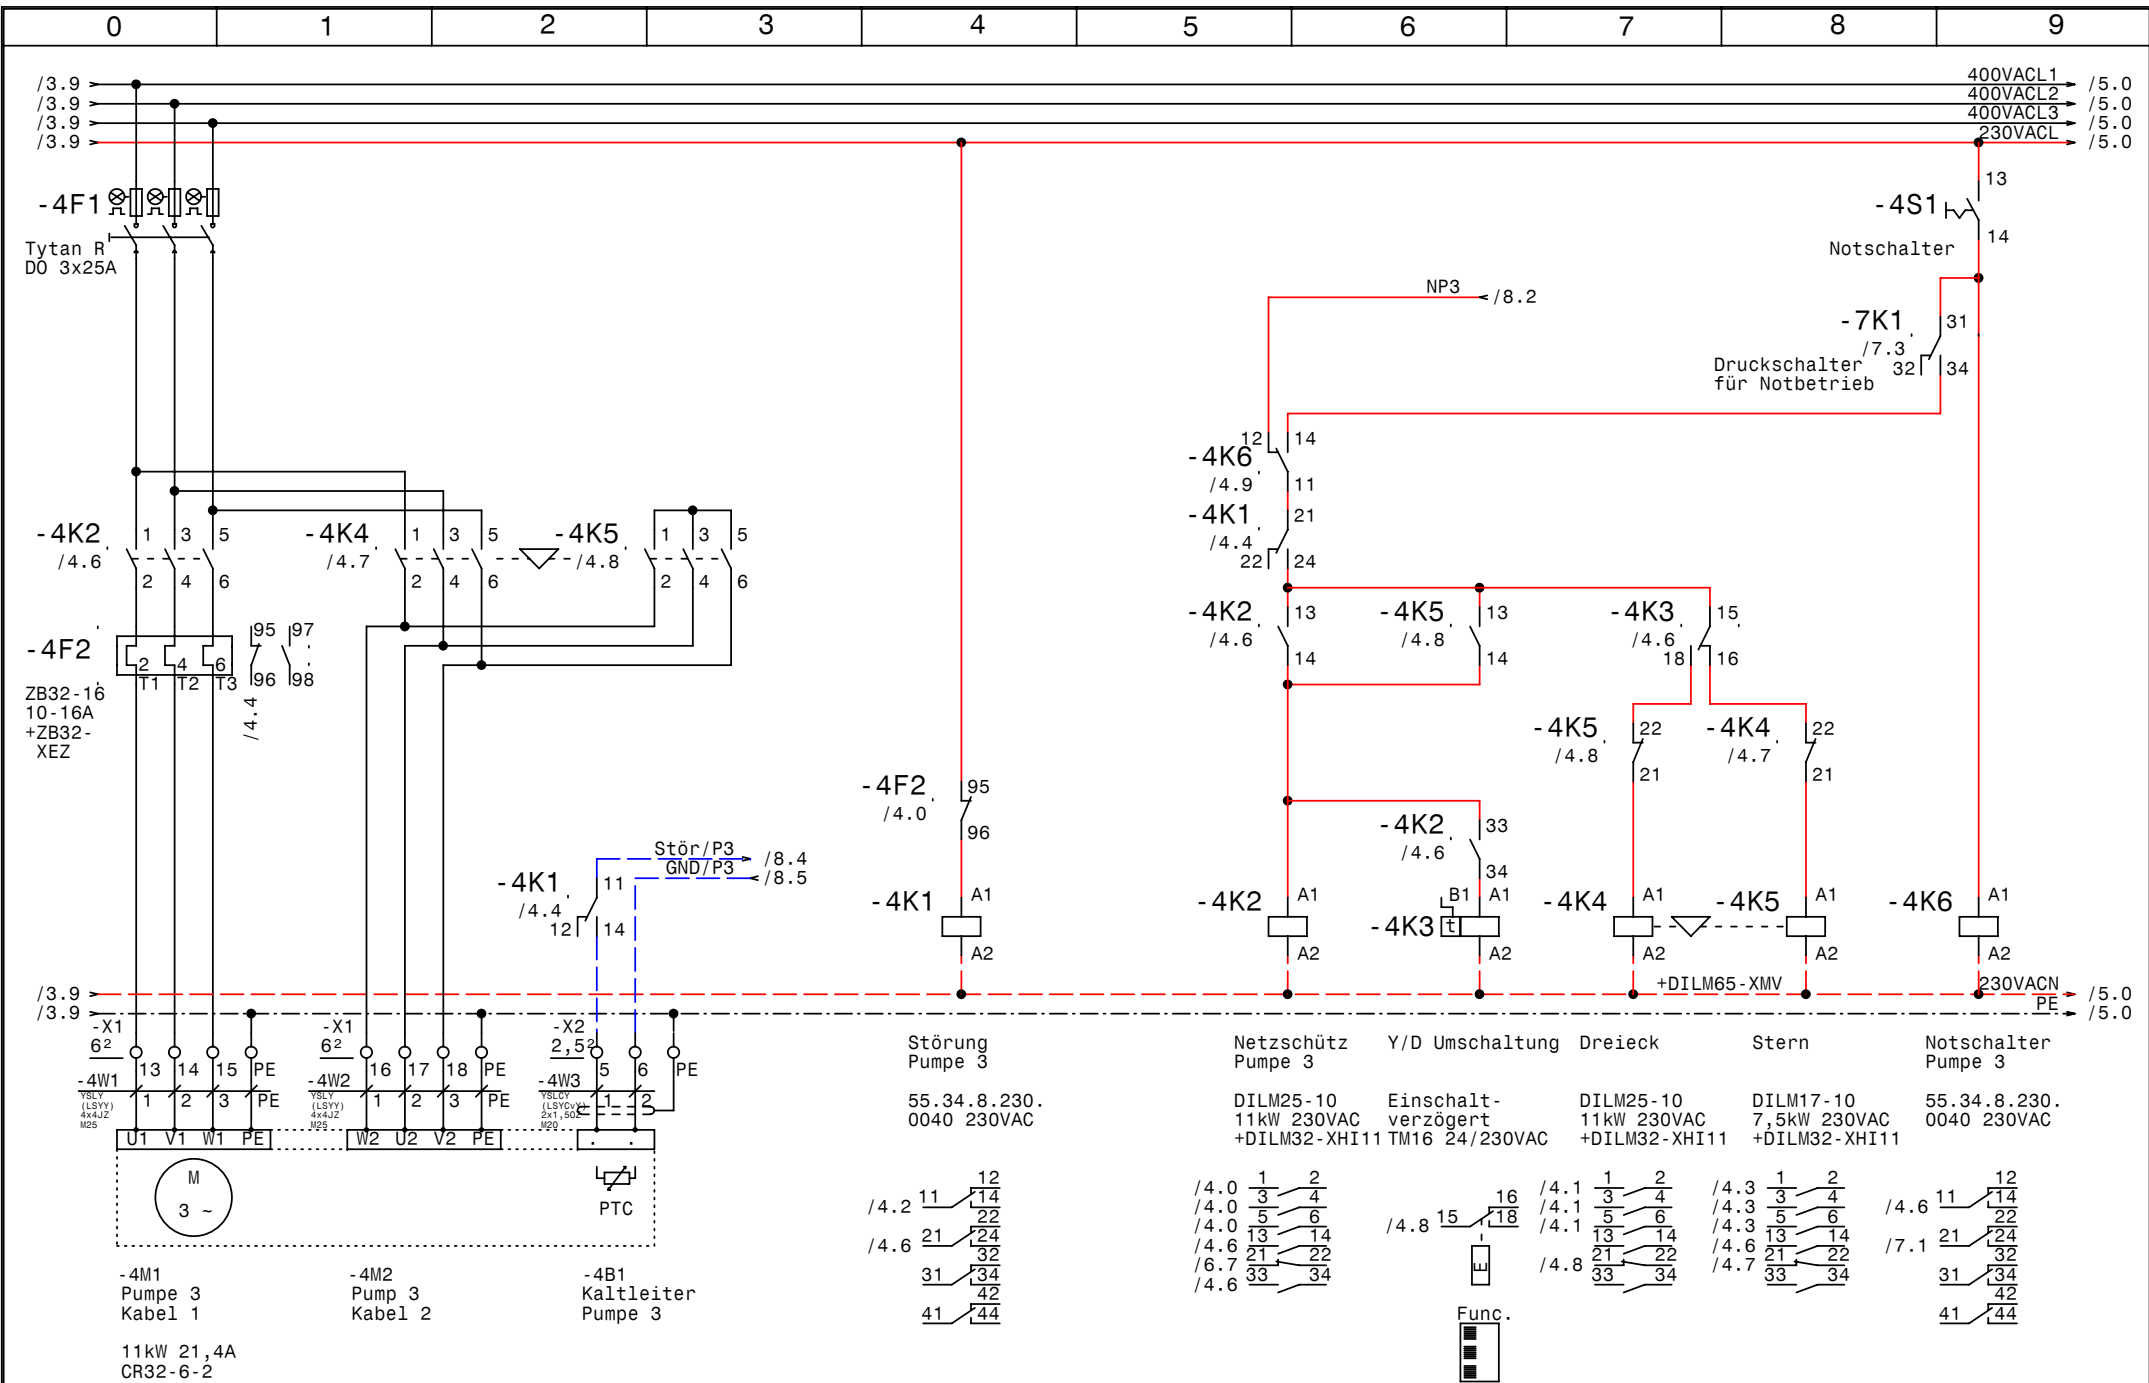 0 1 2 3 4 5 6 7 8 9
/3.9 400VACL1 /5.0
/3.9 400VACL2 /5.0
/3.9 400VACL3 /5.0
/3.9 230VACL /5.0
-4F1
Tytan R
DO 3x25A
13
-4S1
14
Notschalter
NP3 /8.2
-7K1 31
/7.3
32 34
Druckschalter
für Notbetrieb
12 14
-4K6
/4.9 11
-4K1 21
/4.4
22 24
-4K2 1 3 5
/4.6 2 4 6
-4K4 1 3 5
/4.7 2 4 6
-4K5 1 3 5
/4.8 2 4 6
-4K2 13
/4.6 14
-4K5 13
/4.8 14
-4K3 15
/4.6
18 16
-4F2
2 4 6
T1 T2 T3
95 97
96 98
/4.4
ZB32-16
10-16A
+ZB32-
XEZ
-4K5 22
/4.8 21
-4K4 22
/4.7 21
-4F2 95
/4.0 96
-4K2 33
/4.6 34
Stör/P3 /8.4
GND/P3 /8.5
-4K1 11
/4.4
12 14
-4K1 A1 A2
-4K2 A1 A2
-4K3 B1 A1 t A2
-4K4 A1 A2
-4K5 A1 A2
-4K6 A1 A2
+DILM65-XMV
/3.9 230VACN /5.0
/3.9 PE /5.0
-X1
6²
13 14 15 PE
-4W1
YSLY
(LSYY)
4x4JZ
M25
1 2 3 PE
U1 V1 W1 PE
-X1
6²
16 17 18 PE
-4W2
YSLY
(LSYY)
4x4JZ
M25
1 2 3 PE
W2 U2 V2 PE
-X2
2,5²
5 6 PE
-4W3
YSLCY
(LSYCvY)
2x1,5OZ
M20
1 2
. .
M
3 ~
PTC
-4M1
Pumpe 3
Kabel 1
11kW 21,4A
CR32-6-2
-4M2
Pump 3
Kabel 2
-4B1
Kaltleiter
Pumpe 3
Störung
Pumpe 3
55.34.8.230.
0040 230VAC
12
/4.2 11 14
22
/4.6 21 24
32
31 34
42
41 44
Netzschütz
Pumpe 3
DILM25-10
11kW 230VAC
+DILM32-XHI11
/4.0 1 2
/4.0 3 4
/4.0 5 6
/4.6 13 14
/6.7 21 22
/4.6 33 34
Y/D Umschaltung
Einschalt-
verzögert
TM16 24/230VAC
16
/4.8 15 18
E
Func.
Dreieck
DILM25-10
11kW 230VAC
+DILM32-XHI11
/4.1 1 2
/4.1 3 4
/4.1 5 6
13 14
/4.8 21 22
33 34
Stern
DILM17-10
7,5kW 230VAC
+DILM32-XHI11
/4.3 1 2
/4.3 3 4
/4.3 5 6
/4.6 13 14
/4.7 21 22
33 34
Notschalter
Pumpe 3
55.34.8.230.
0040 230VAC
12
/4.6 11 14
22
/7.1 21 24
32
31 34
42
41 44